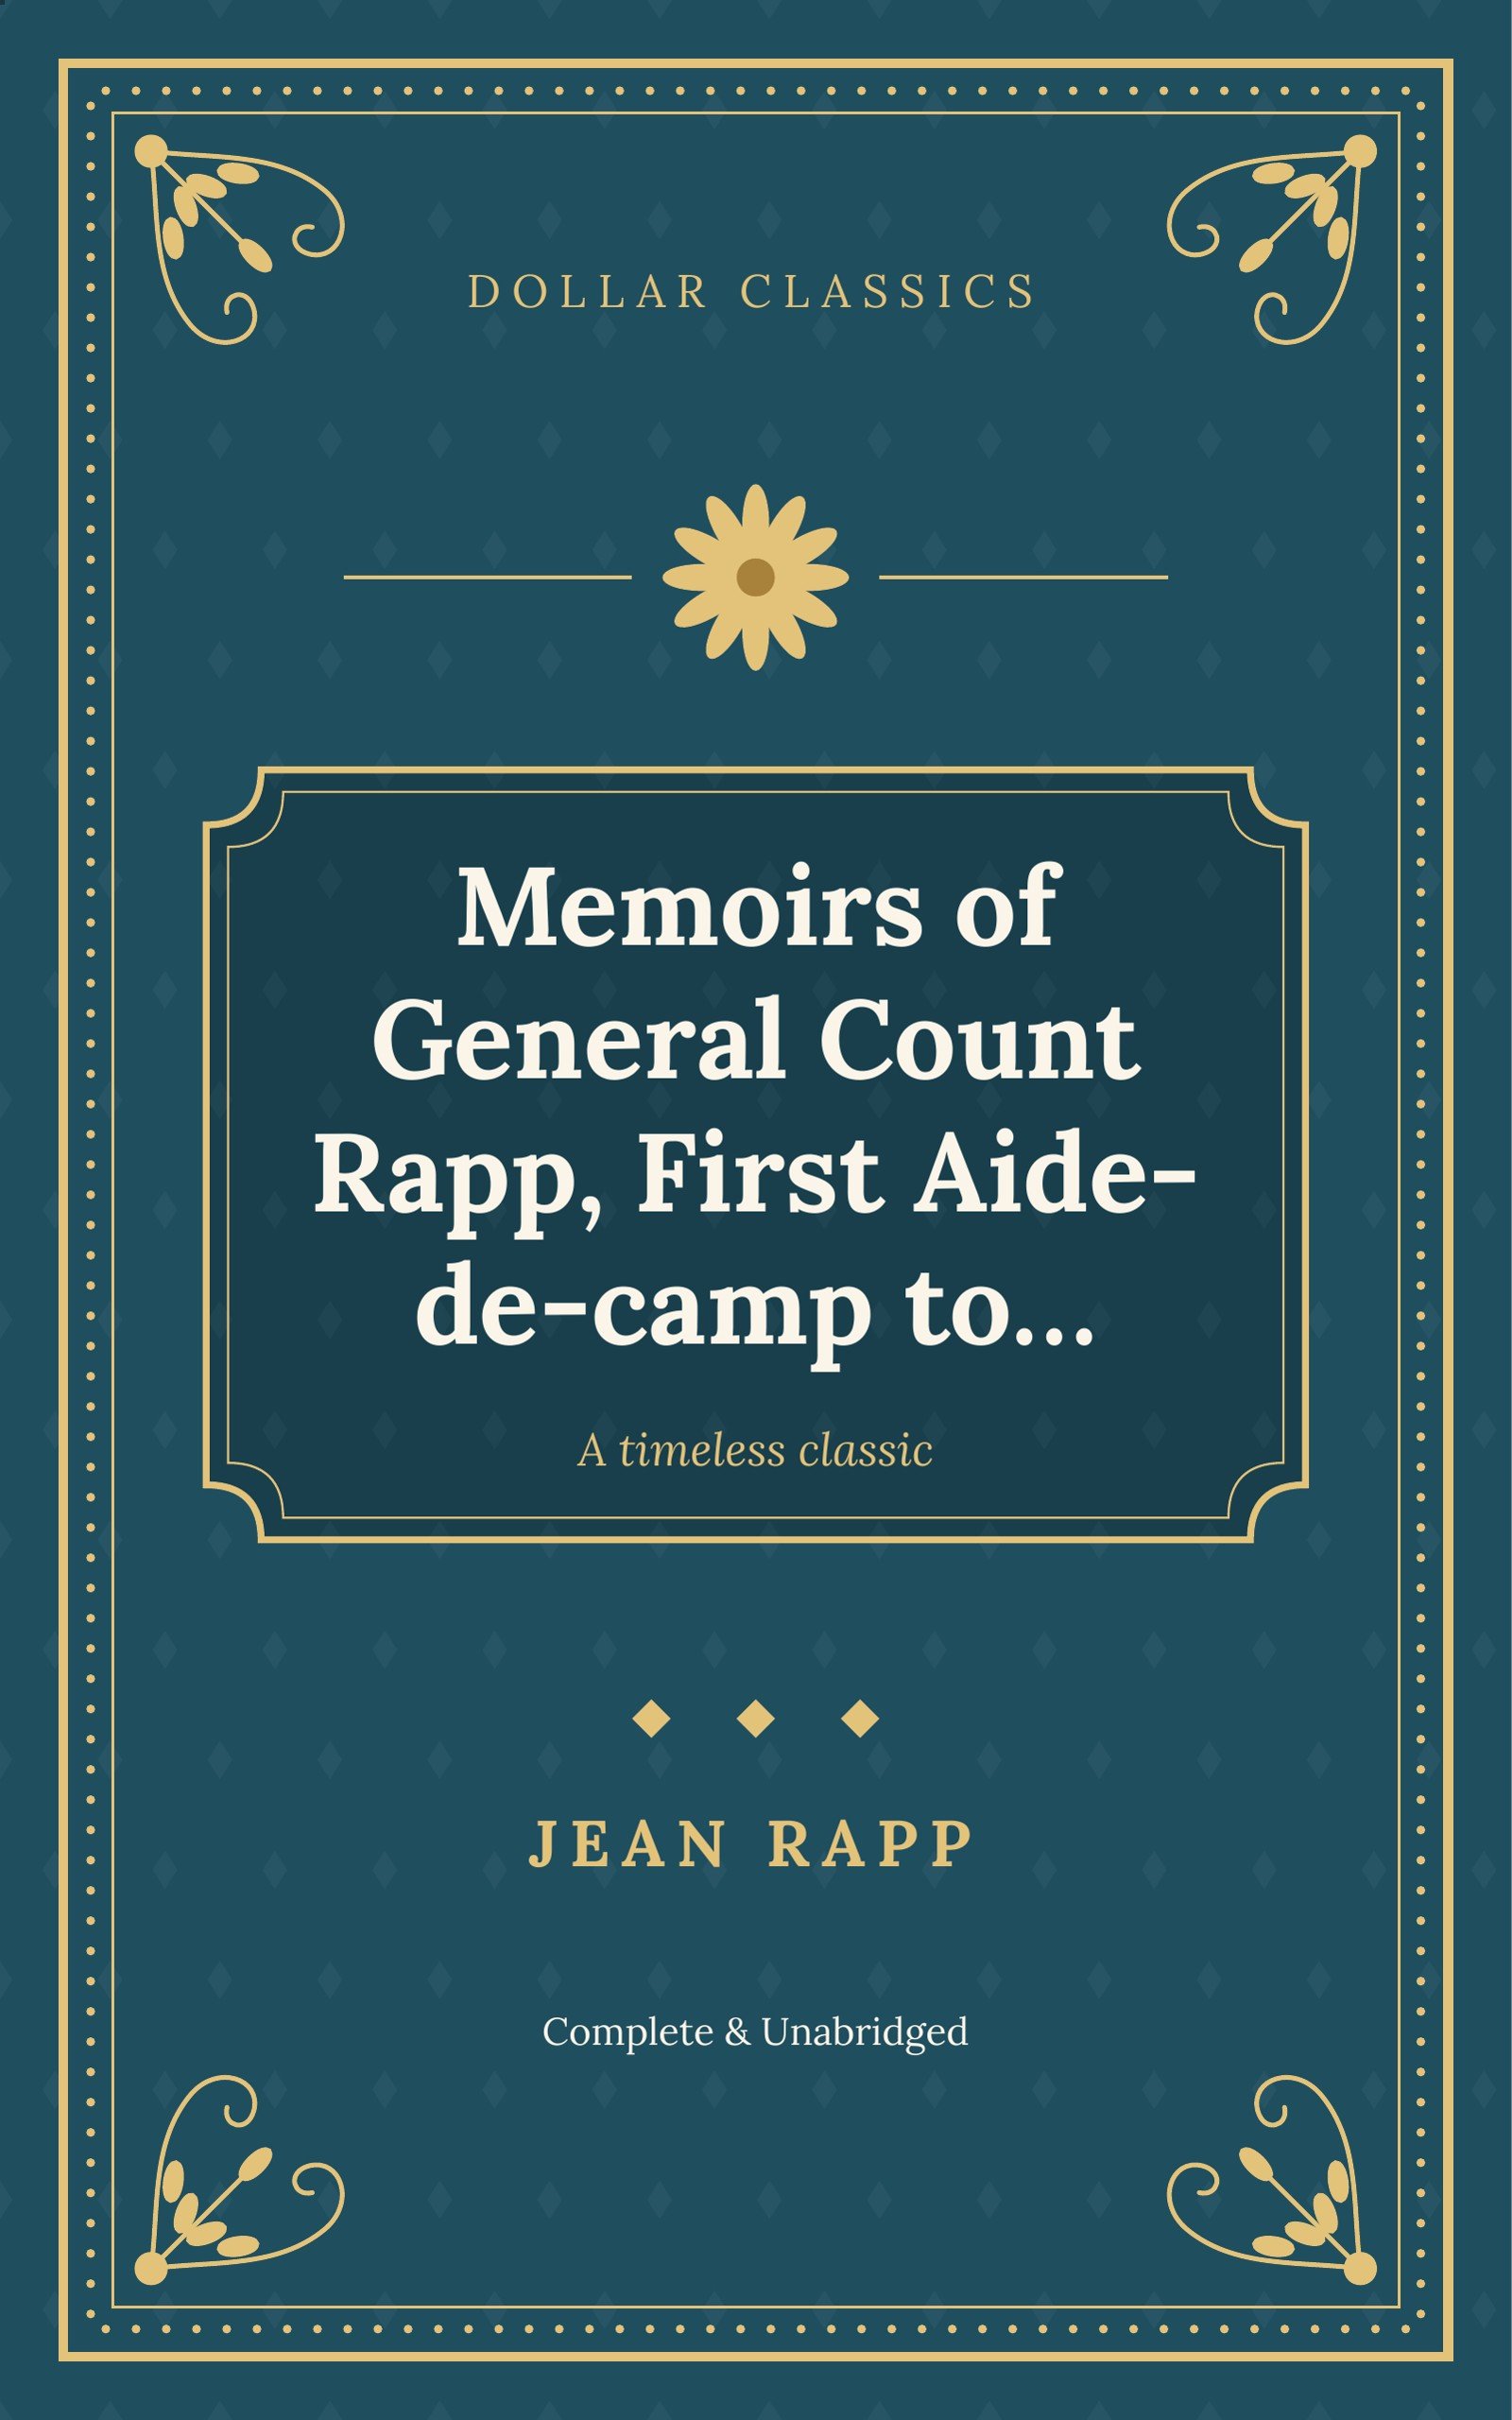 DOLLAR CLASSICS
Memoirs of
General Count
Rapp, First Aide-
de-camp to...
A timeless classic
JEAN RAPP
Complete & Unabridged